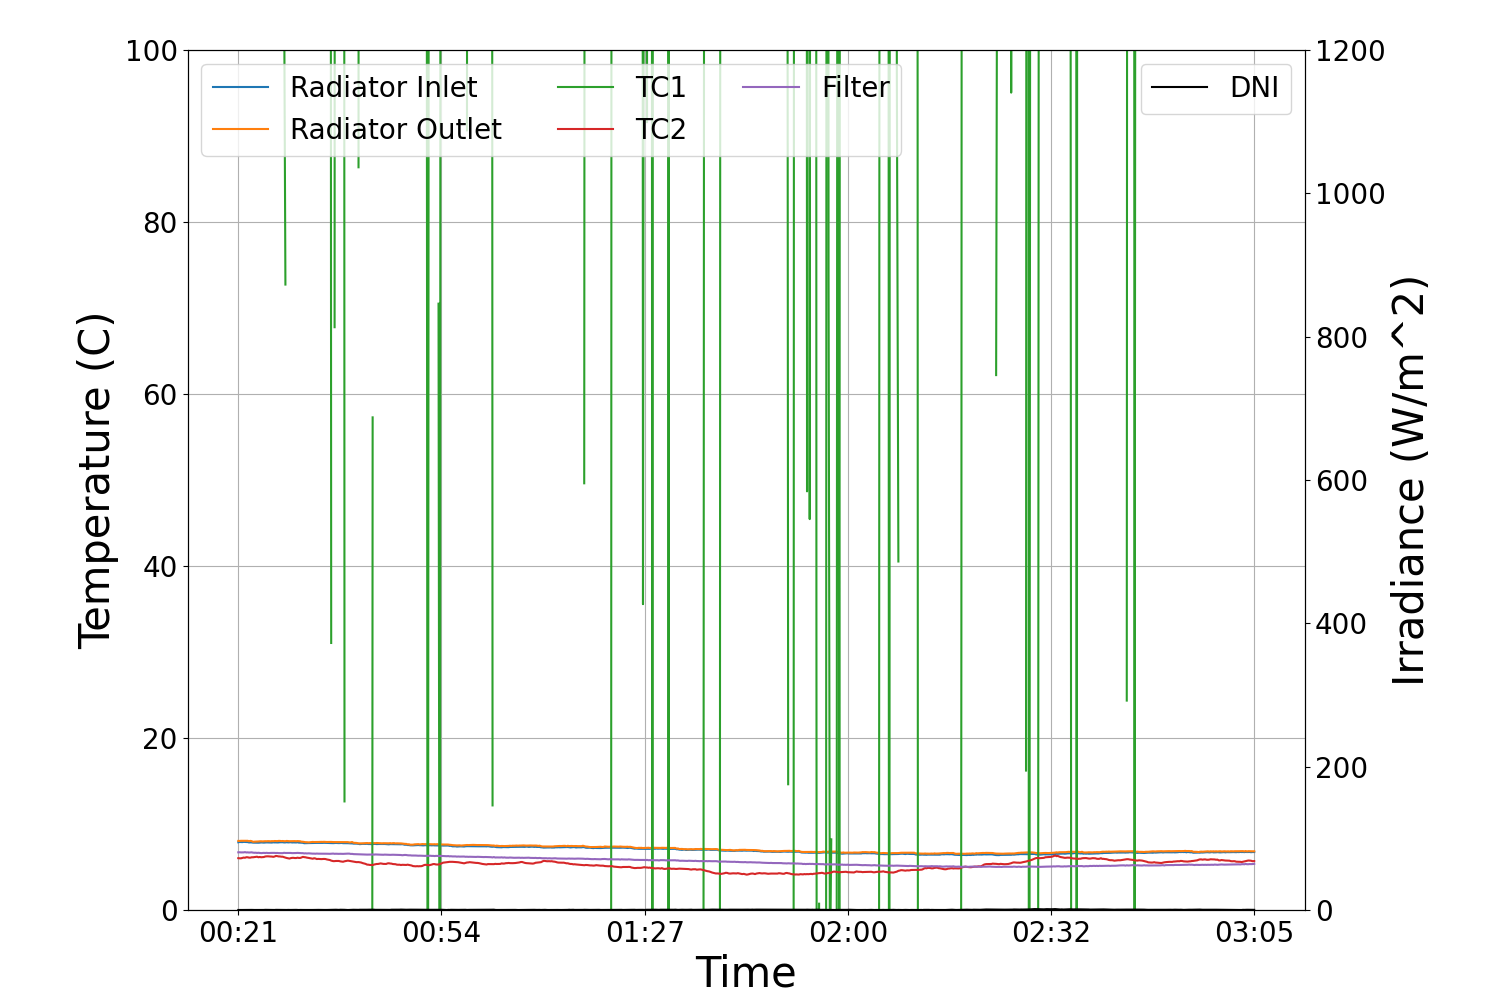 100
80
60
40
20
0
Temperature (C)
Radiator Inlet
Radiator Outlet
TC1
TC2
Filter
DNI
1200
1000
800
600
400
200
0
Irradiance (W/m^2)
00:21
00:54
01:27
02:00
02:32
03:05
Time